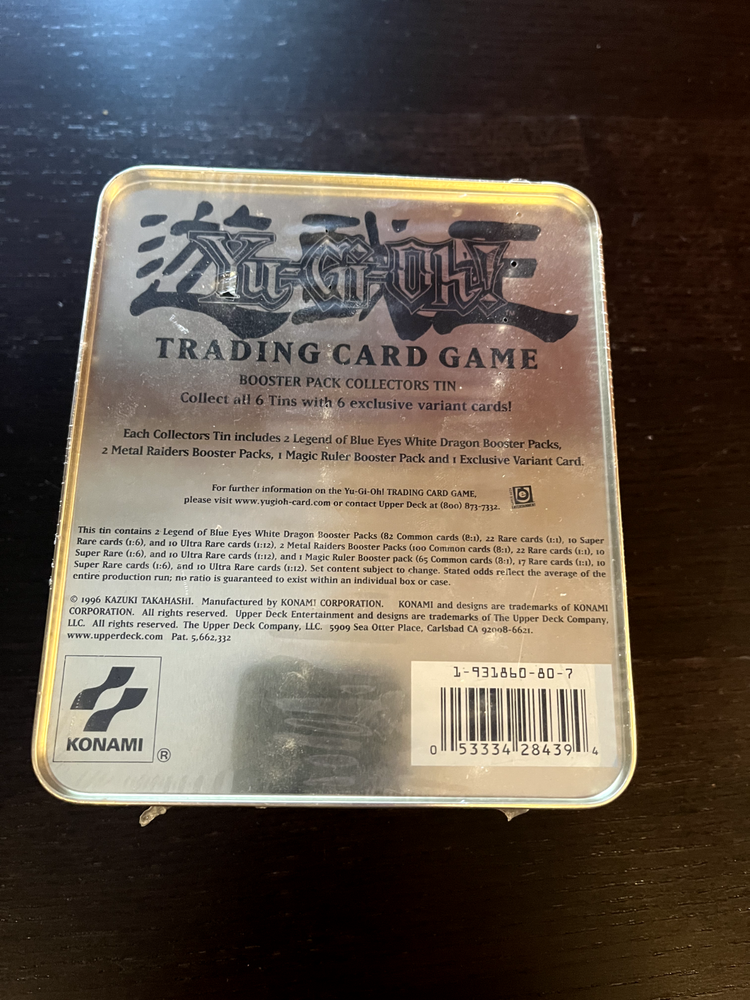 遊戯王
Yu-Gi-Oh!
TRADING CARD GAME
BOOSTER PACK COLLECTORS TIN
Collect all 6 Tins with 6 exclusive variant cards!
Each Collectors Tin includes 2 Legend of Blue Eyes White Dragon Booster Packs,
2 Metal Raiders Booster Packs, 1 Magic Ruler Booster Pack and 1 Exclusive Variant Card.
For further information on the Yu-Gi-Oh! TRADING CARD GAME,
please visit www.yugioh-card.com or contact Upper Deck at (800) 873-7332.
This tin contains 2 Legend of Blue Eyes White Dragon Booster Packs (82 Common cards (8:1), 22 Rare cards (1:1), 10 Super
Rare cards (1:6), and 10 Ultra Rare cards (1:12), 2 Metal Raiders Booster Packs (100 Common cards (8:1), 22 Rare cards (1:1), 10
Super Rare (1:6), and 10 Ultra Rare cards (1:12), and 1 Magic Ruler Booster pack (65 Common cards (8:1), 17 Rare cards (1:1), 10
Super Rare cards (1:6), and 10 Ultra Rare cards (1:12). Set content subject to change. Stated odds reflect the average of the
entire production run; no ratio is guaranteed to exist within an individual box or case.
© 1996 KAZUKI TAKAHASHI. Manufactured by KONAMI CORPORATION. KONAMI and designs are trademarks of KONAMI
CORPORATION. All rights reserved. Upper Deck Entertainment and designs are trademarks of The Upper Deck Company,
LLC. All rights reserved. The Upper Deck Company, LLC. 5909 Sea Otter Place, Carlsbad CA 92008-6621.
www.upperdeck.com Pat. 5,662,332
KONAMI ®
1-931860-80-7
0 53334 28439 4